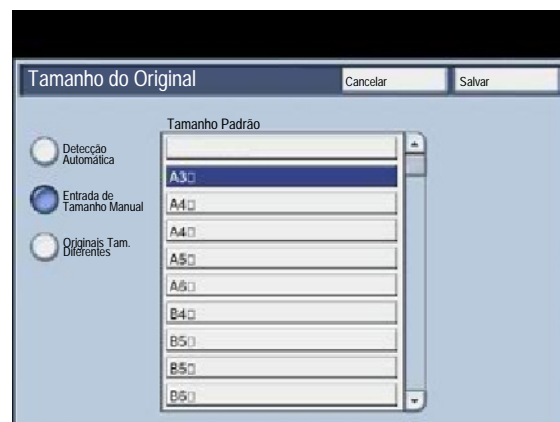 Tamanho do Original
Cancelar
Salvar
Tamanho Padrão
Detecção
Automática
Entrada de
Tamanho Manual
Originais Tam.
Diferentes
A3▯
A4▯
A4▯
A5▯
A6▯
B4▯
B5▯
B5▯
B6▯